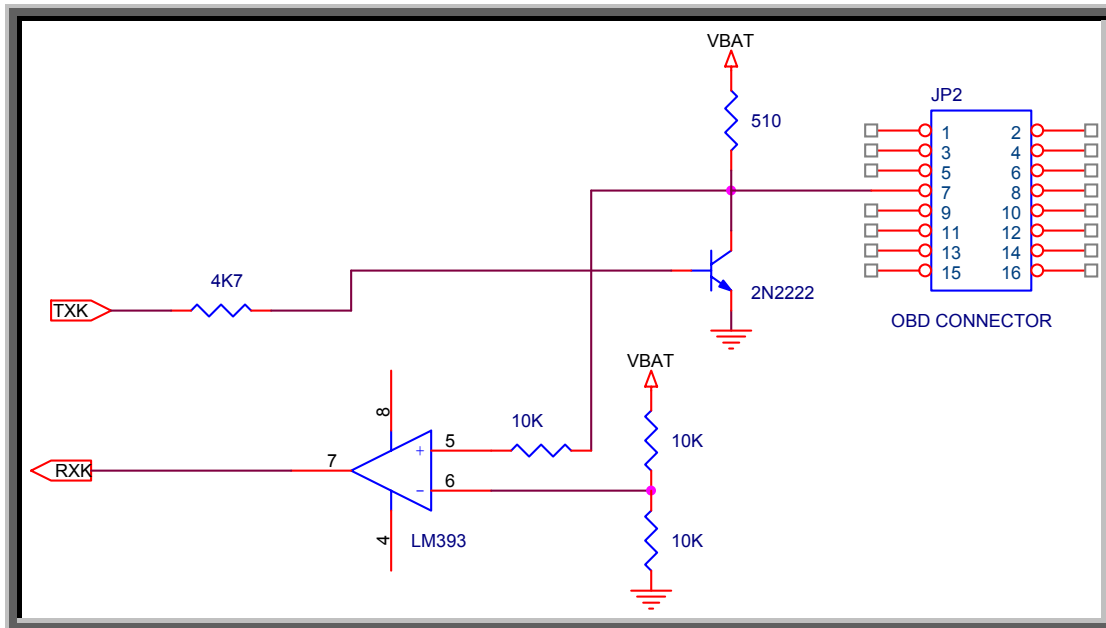 VBAT
510
JP2
1 2
3 4
5 6
7 8
9 10
11 12
13 14
15 16
OBD CONNECTOR
2N2222
4K7
TXK
VBAT
10K
10K
10K
8
5
+
7
6
-
4
LM393
RXK